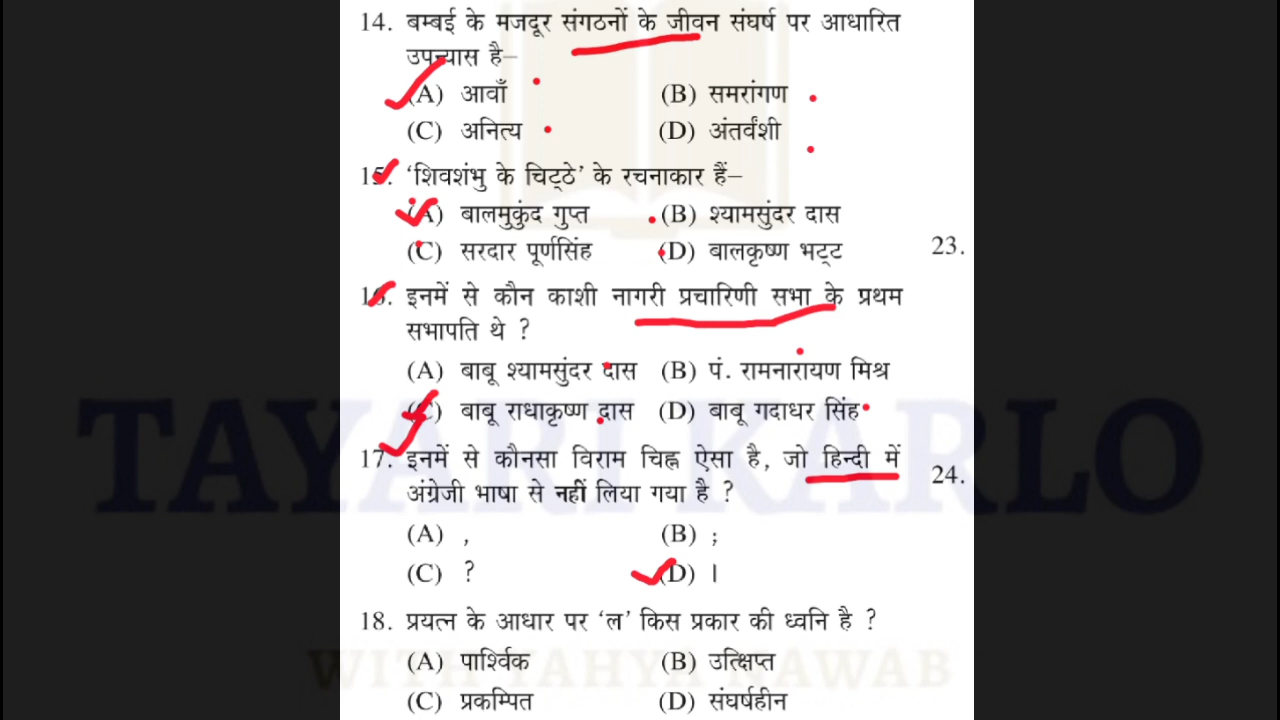 14. बम्बई के मजदूर संगठनों के जीवन संघर्ष पर आधारित
उपन्यास है–
(A) आवाँ (B) समरांगण
(C) अनित्य (D) अंतर्वंशी
15. ‘शिवशंभु के चिट्ठे’ के रचनाकार हैं–
(A) बालमुकुंद गुप्त (B) श्यामसुंदर दास
(C) सरदार पूर्णसिंह (D) बालकृष्ण भट्ट
23.
16. इनमें से कौन काशी नागरी प्रचारिणी सभा के प्रथम
सभापति थे ?
(A) बाबू श्यामसुंदर दास (B) पं. रामनारायण मिश्र
(C) बाबू राधाकृष्ण दास (D) बाबू गदाधर सिंह
17. इनमें से कौनसा विराम चिह्न ऐसा है, जो हिन्दी में
अंग्रेजी भाषा से नहीं लिया गया है ?
24.
(A) , (B) ;
(C) ? (D) ।
18. प्रयत्न के आधार पर ‘ल’ किस प्रकार की ध्वनि है ?
(A) पार्श्विक (B) उत्क्षिप्त
(C) प्रकम्पित (D) संघर्षहीन
TAYARI KARLO
WITH YAHYA NAWAB